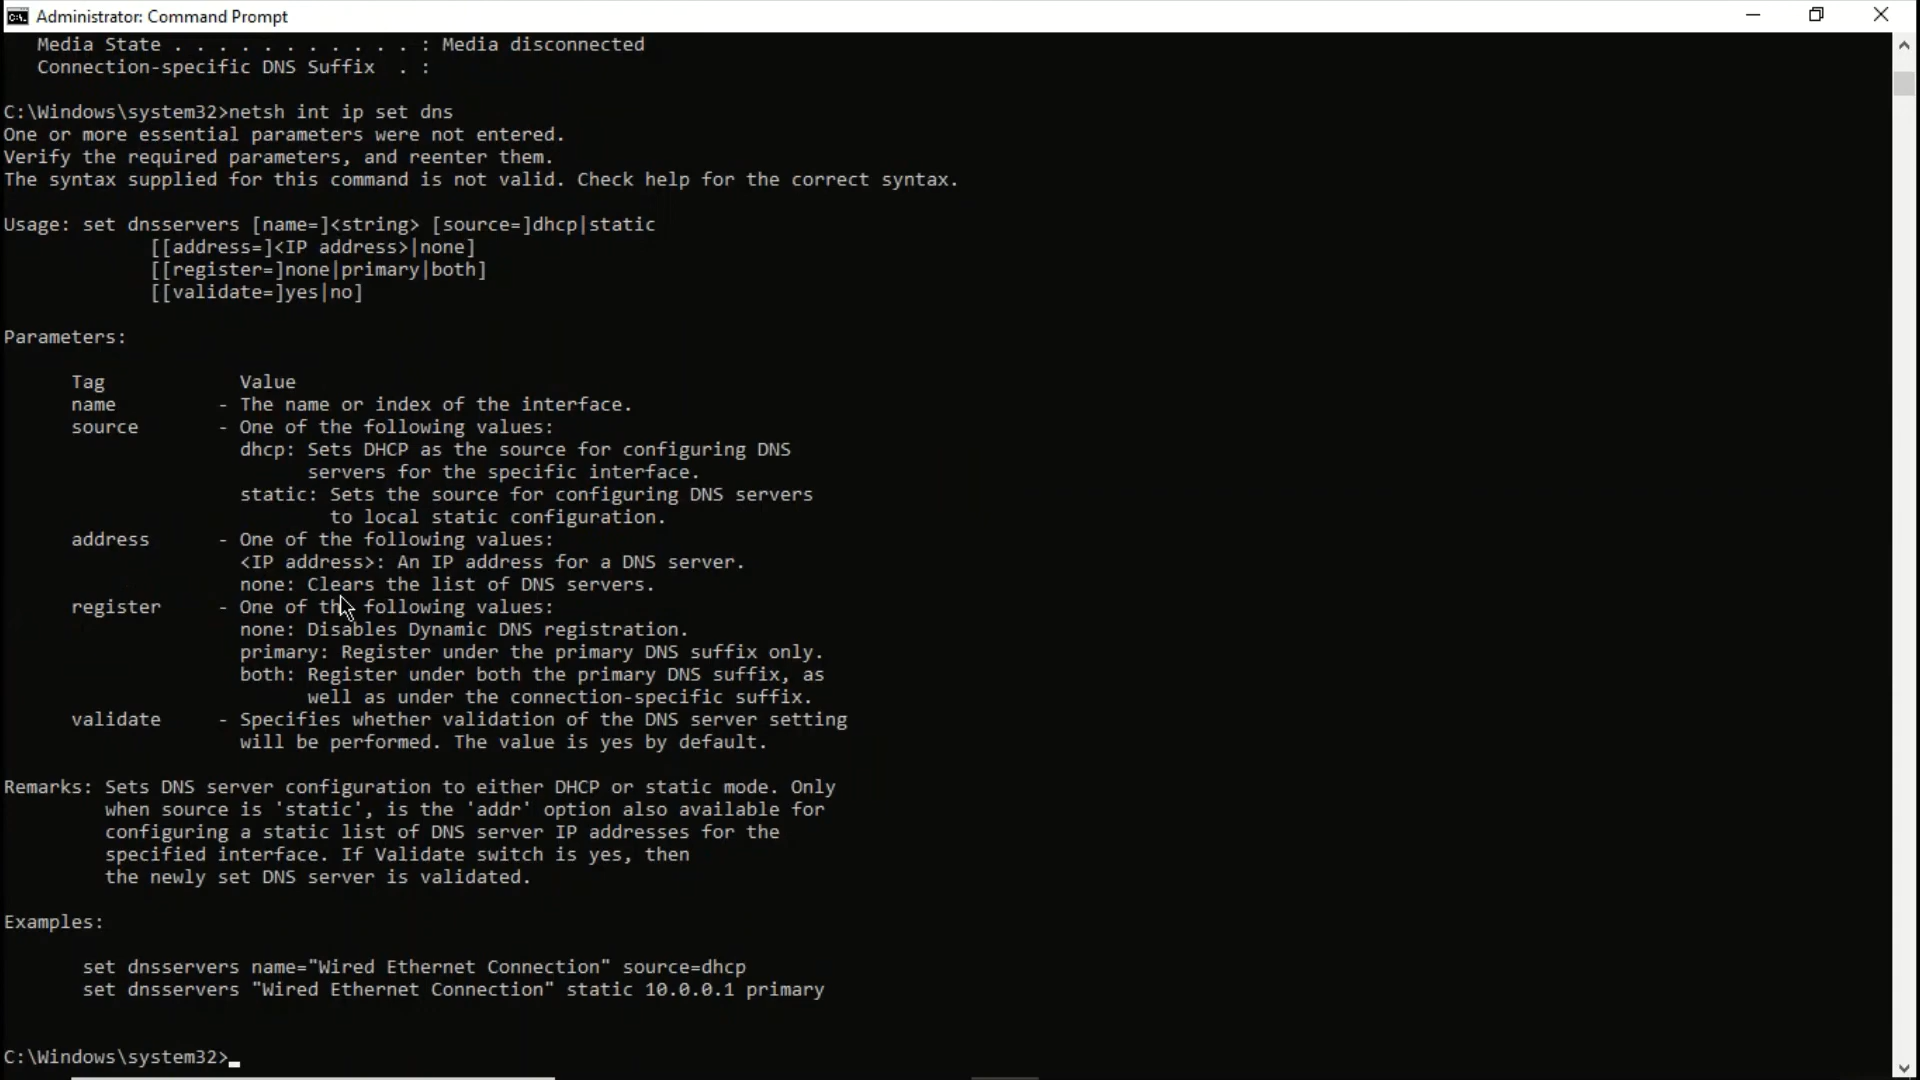 Administrator: Command Prompt
Media State . . . . . . . . . . . : Media disconnected
Connection-specific DNS Suffix  . :
C:\Windows\system32>netsh int ip set dns
One or more essential parameters were not entered.
Verify the required parameters, and reenter them.
The syntax supplied for this command is not valid. Check help for the correct syntax.
Usage: set dnsservers [name=]<string> [source=]dhcp|static
[[address=]<IP address>|none]
[[register=]none|primary|both]
[[validate=]yes|no]
Parameters:
Tag            Value
name         - The name or index of the interface.
source       - One of the following values:
dhcp: Sets DHCP as the source for configuring DNS
servers for the specific interface.
static: Sets the source for configuring DNS servers
to local static configuration.
address      - One of the following values:
<IP address>: An IP address for a DNS server.
none: Clears the list of DNS servers.
register     - One of the following values:
none: Disables Dynamic DNS registration.
primary: Register under the primary DNS suffix only.
both: Register under both the primary DNS suffix, as
well as under the connection-specific suffix.
validate     - Specifies whether validation of the DNS server setting
will be performed. The value is yes by default.
Remarks: Sets DNS server configuration to either DHCP or static mode. Only
when source is 'static', is the 'addr' option also available for
configuring a static list of DNS server IP addresses for the
specified interface. If Validate switch is yes, then
the newly set DNS server is validated.
Examples:
set dnsservers name="Wired Ethernet Connection" source=dhcp
set dnsservers "Wired Ethernet Connection" static 10.0.0.1 primary
C:\Windows\system32>